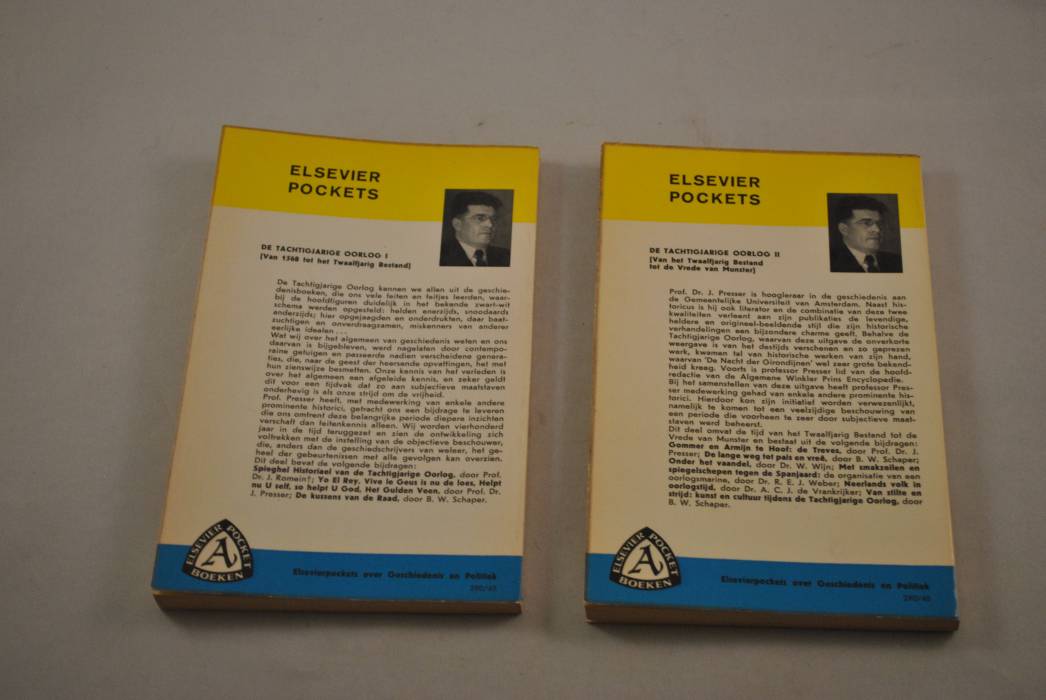 ELSEVIER
POCKETS
DE TACHTIGJARIGE OORLOG I
(Van 1568 tot het Twaalfjarig Bestand)
De Tachtigjarige Oorlog kennen we allen uit de geschie-
denisboeken, die ons vele feiten en feitjes leerden, waar-
bij de hoofdfiguren duidelijk in het bekende zwart-wit
schema werden opgesteld: helden enerzijds, snoodaards
anderzijds; hier opgejaagden en onderdrukten, daar baat-
zuchtigen en onverdraagzamen, miskenners van anderer
eerlijke idealen...
Wat wij over het algemeen van geschiedenis weten en ons
daarvan is bijgebleven, werd nagelaten door contempo-
raine getuigen en passeerde nadien verscheidene genera-
ties, die, naar de geest der heersende opvattingen, het met
hun zienswijze besmetten. Onze kennis van het verleden is
over het algemeen een afgeleide kennis, en zeker geldt
dit voor een tijdvak dat zo aan subjectieve maatstaven
onderhevig is als onze strijd om de vrijheid.
Prof. Presser heeft, met medewerking van enkele andere
prominente historici, getracht ons een bijdrage te leveren
die ons omtrent deze belangrijke periode diepere inzichten
verschaft dan feitenkennis alleen. Wij worden vierhonderd
jaar in de tijd teruggezet en zien de ontwikkeling zich
voltrekken met de instelling van de objectieve beschouwer,
die, anders dan de geschiedschrijvers van weleer, het ge-
heel der gebeurtenissen met alle gevolgen kan overzien.
Dit deel bevat de volgende bijdragen:
Spieghel Historiael van de Tachtigjarige Oorlog, door Prof.
Dr. J. Romein†; Yo El Rey, Vive le Geus is nu de loes, Helpt
nu U self, so helpt U God, Het Gulden Veen, door Prof. Dr.
J. Presser; De kussens van de Raad, door B. W. Schaper.
ELSEVIER POCKET
A
BOEKEN
Elsevierpockets over Geschiedenis en Politiek
ELSEVIER
POCKETS
DE TACHTIGJARIGE OORLOG II
(Van het Twaalfjarig Bestand
tot de Vrede van Munster)
Prof. Dr. J. Presser is hoogleraar in de geschiedenis aan
de Gemeentelijke Universiteit van Amsterdam. Naast his-
toricus is hij ook literator en de combinatie van deze twee
kwaliteiten verleent aan zijn publikaties de levendige,
heldere en origineel-beeldende stijl die zijn historische
verhandelingen een bijzondere charme geeft. Behalve de
Tachtigjarige Oorlog, waarvan deze uitgave de onverkorte
weergave is van het destijds verschenen en zo geprezen
werk, kwamen tal van historische werken van zijn hand,
waarvan 'De Nacht der Girondijnen' wel zeer grote bekend-
heid kreeg. Voorts is professor Presser lid van de hoofd-
redactie van de Algemene Winkler Prins Encyclopedie.
Bij het samenstellen van deze uitgave heeft professor Pres-
ser medewerking gehad van enkele andere prominente his-
torici. Hierdoor kon zijn initiatief worden verwezenlijkt,
namelijk te komen tot een veelzijdige beschouwing van
een periode die voorheen te zeer door subjectieve maat-
staven werd beheerst.
Dit deel omvat de tijd van het Twaalfjarig Bestand tot de
Vrede van Munster en bestaat uit de volgende bijdragen:
Gommer en Armijn te Hoof: de Treves, door Prof. Dr. J.
Presser; De lange weg tot pais en vreê, door B. W. Schaper;
Onder het vaandel, door Dr. W. Wijn; Met smakzeilen en
spiegelschepen tegen de Spanjaard: de organisatie van een
oorlogsmarine, door Dr. R. E. J. Weber; Neerlands volk in
oorlogstijd, door Dr. A. C. J. de Vrankrijker; Van stilte en
strijd: kunst en cultuur tijdens de Tachtigjarige Oorlog, door
B. W. Schaper.
ELSEVIER POCKET
A
BOEKEN
Elsevierpockets over Geschiedenis en Politiek